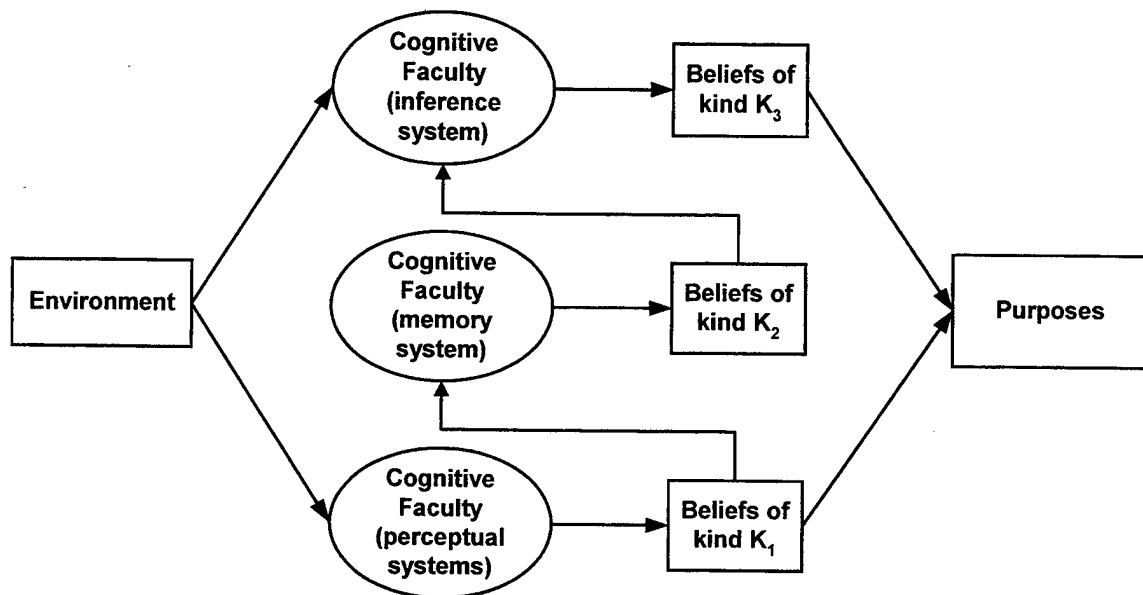 Cognitive
Faculty
(inference
system)
Beliefs of
kind K₃
Environment
Cognitive
Faculty
(memory
system)
Beliefs of
kind K₂
Purposes
Cognitive
Faculty
(perceptual
systems)
Beliefs of
kind K₁